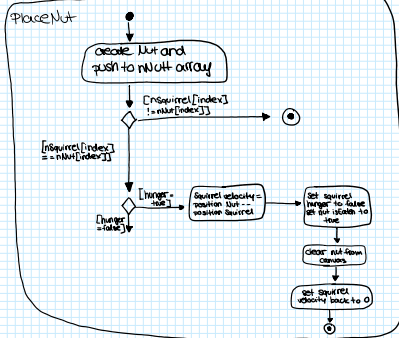 PlaceNut
create Nut and
push to nNutt array
[nSquirrel[index]
!= nNut[index]]
[nSquirrel[index]
== nNut[index]]
[hunger =
true]
[hunger
=false]
Squirrel velocity =
position Nut --
position Squirrel
Set squirrel
hunger to false
set nut isEaten to
true
clear nut from
canvas
set squirrel
velocity back to 0